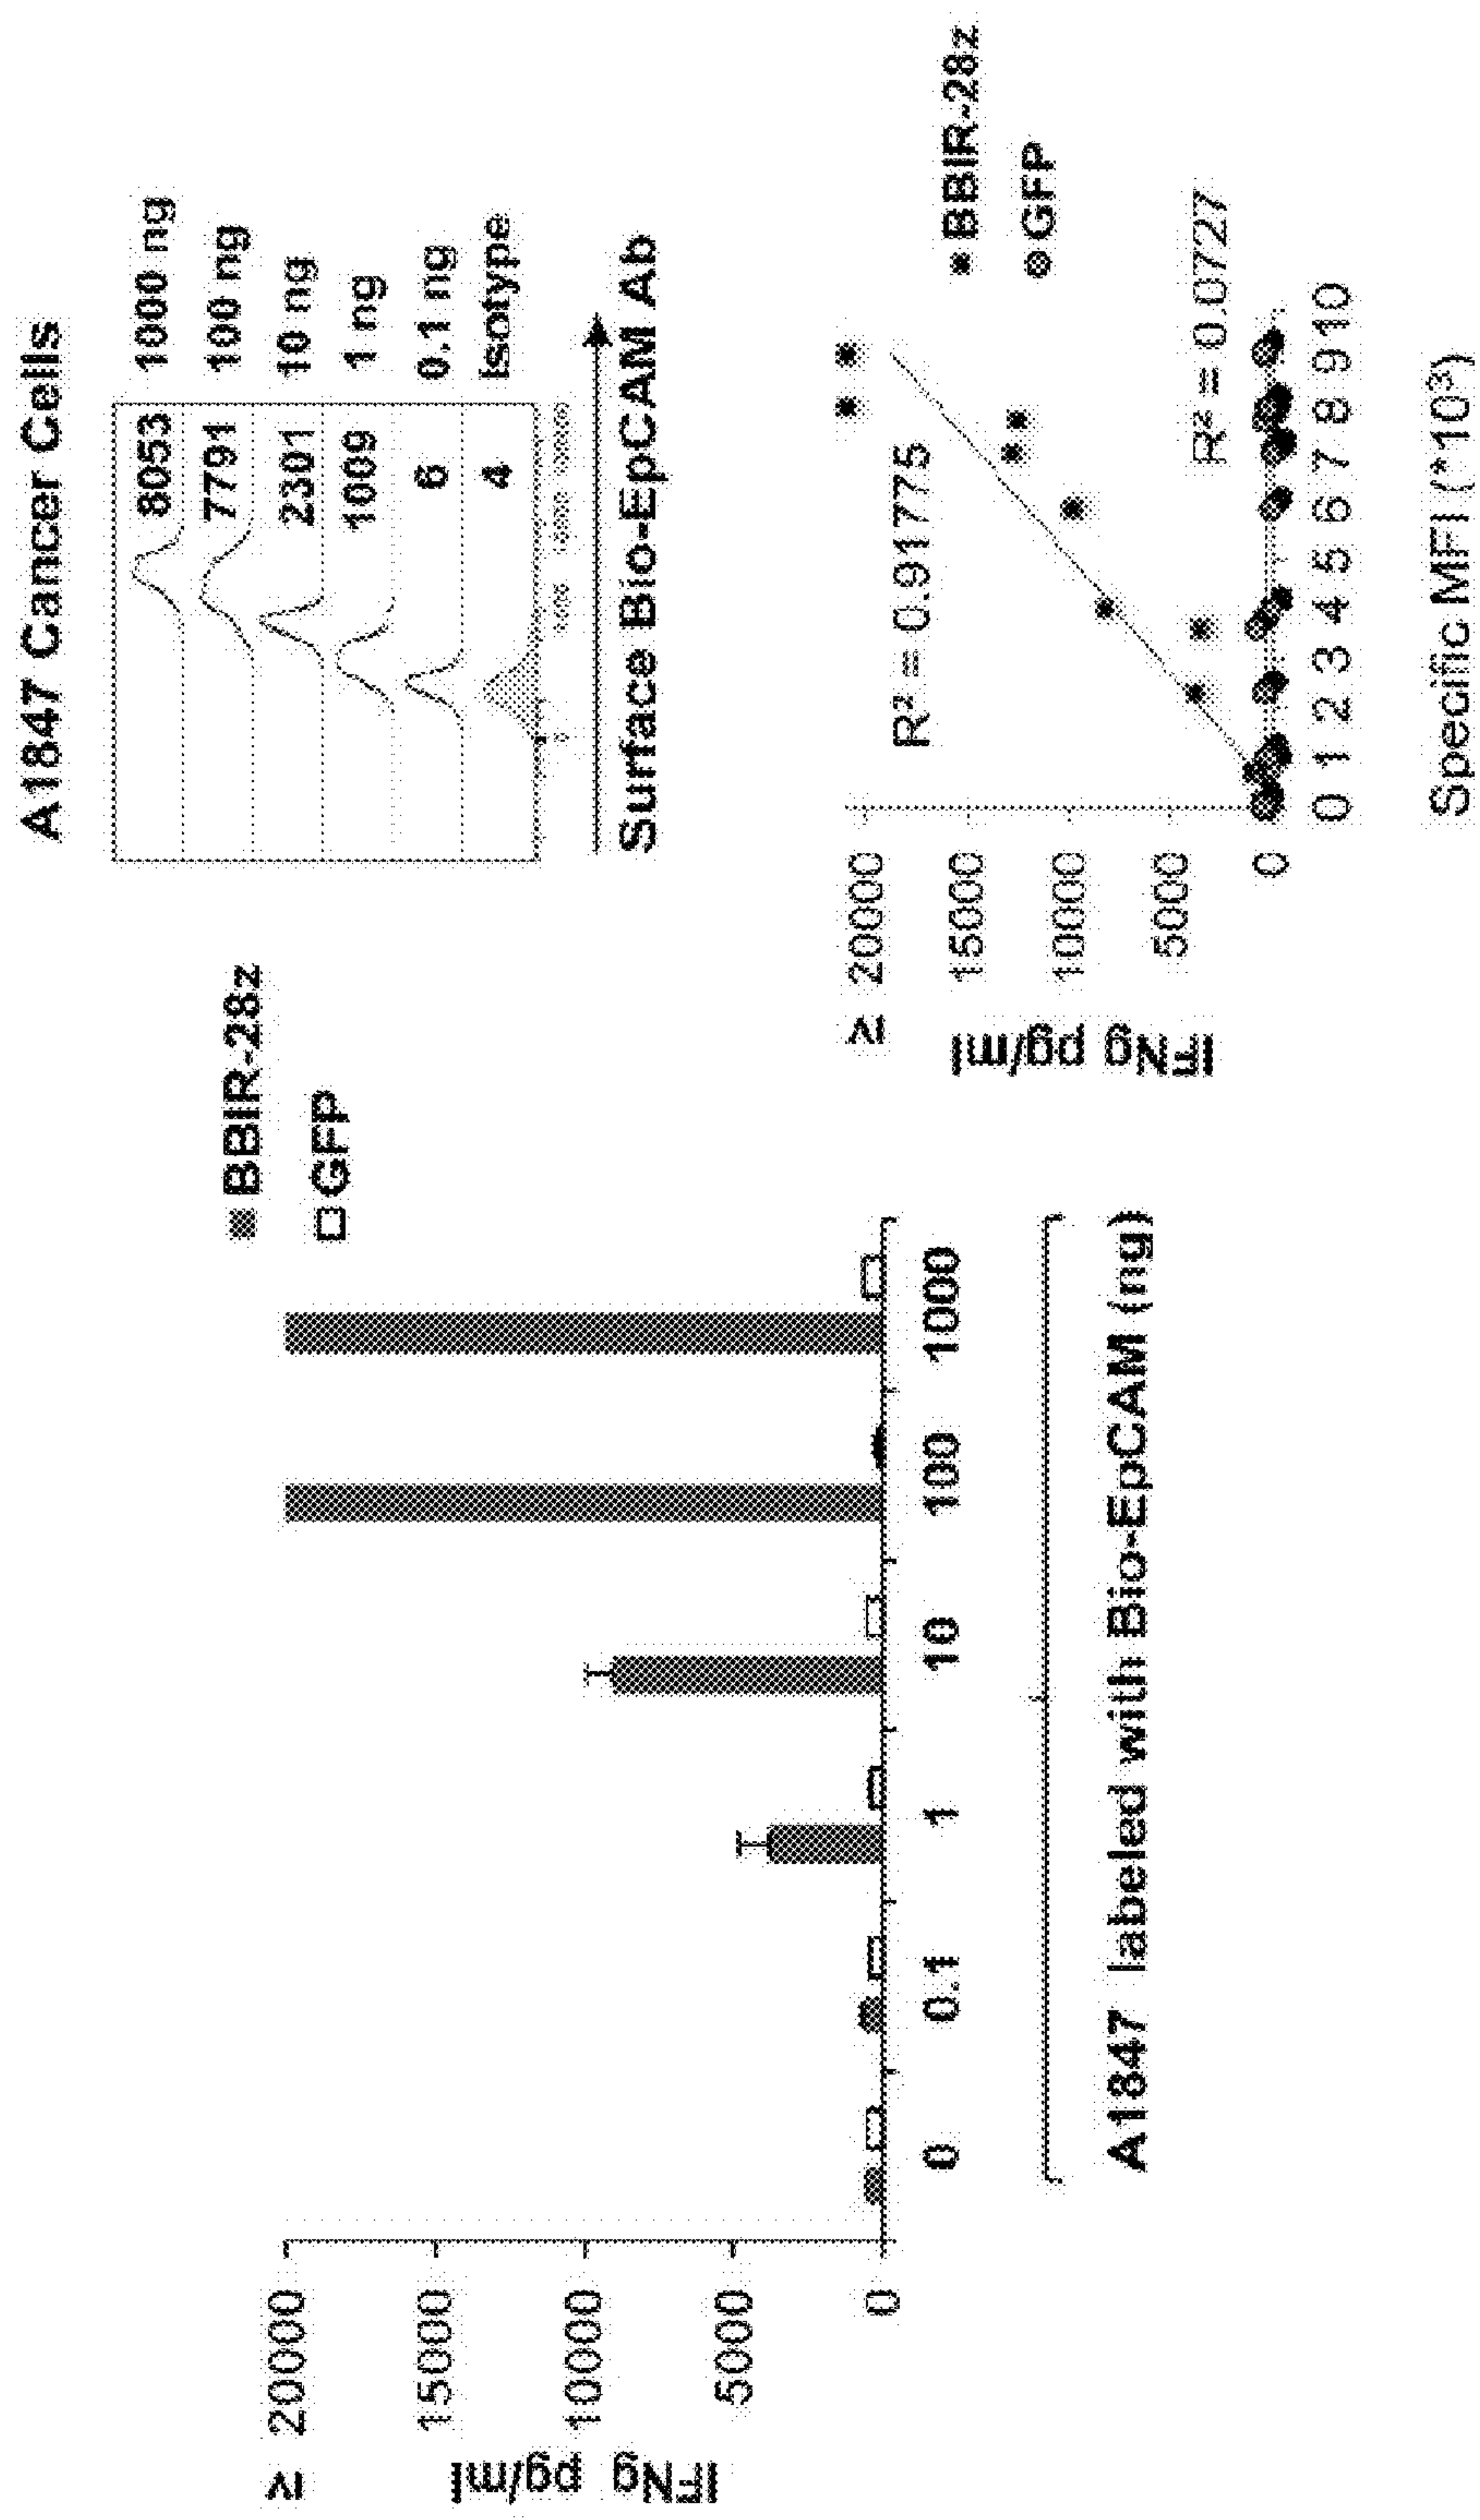 ≥ 20000
15000
10000
5000
0
IFNg pg/ml
BBIR-28z
GFP
0 0.1 1 10 100 1000
A1847 labeled with Bio-EpCAM (ng)
A1847 Cancer Cells
8053 1000 ng
7791 100 ng
2301 10 ng
1009 1 ng
6 0.1 ng
4 isotype
Surface Bio-EpCAM Ab
≥ 20000
15000
10000
5000
0
IFNg pg/ml
R² = 0.91775
BBIR-28z
GFP
R² = 0.0727
0 1 2 3 4 5 6 7 8 9 10
Specific MFI (*10³)